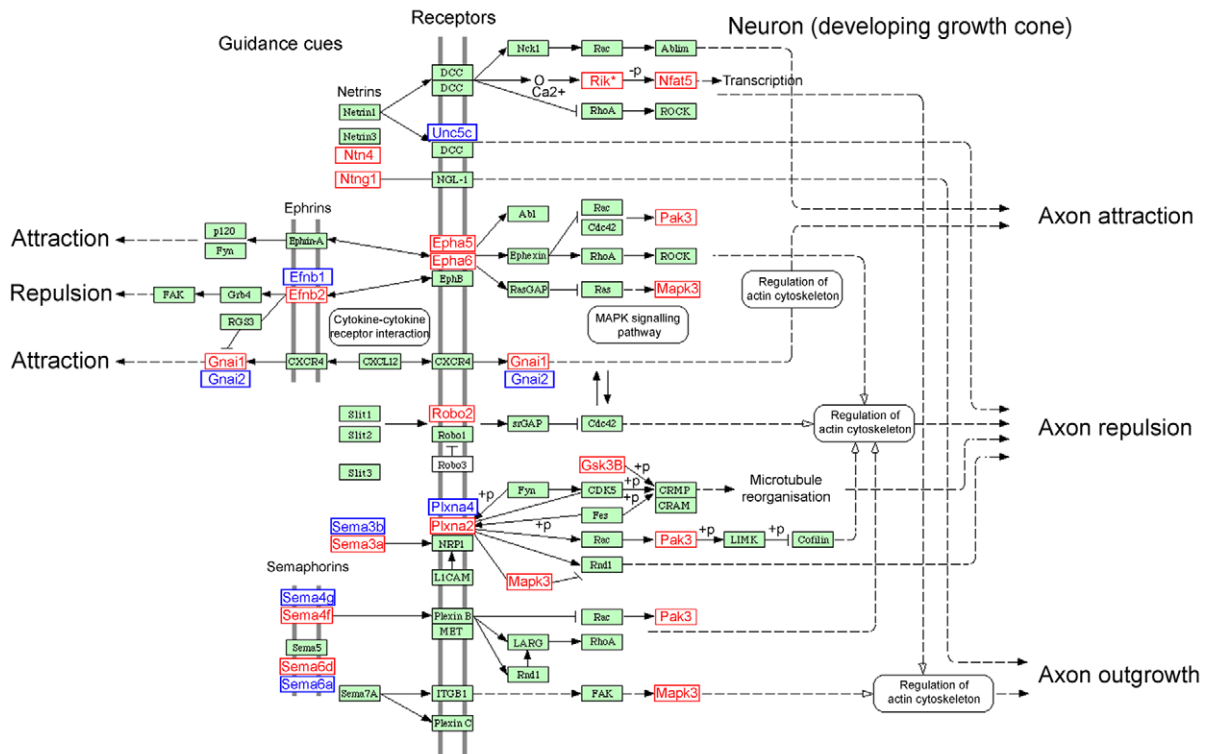 Receptors
Guidance cues
Neuron (developing growth cone)
Nck1 Rac Ablim
DCC
DCC
O Rik* -p Nfat5 Transcription
Ca2+
Netrins
Netrin1
RhoA ROCK
Netrin3
Unc5c
Ntn4
DCC
Ntng1
NGL-1
Ephrins
Abl
Rac
Cdc42
Pak3
Axon attraction
p120
Fyn
Attraction
Ephrin-A
Epha5
Epha6
Ephexin
RhoA
ROCK
EphB
Efnb1
Efnb2
Repulsion
FAK
Grb4
RasGAP
Ras
Mapk3
Regulation of
actin cytoskeleton
RGS3
Cytokine-cytokine
receptor interaction
MAPK signalling
pathway
Attraction
Gnai1
Gnai2
CXCR4
CXCL12
CXCR4
Gnai1
Gnai2
Slit1
Slit2
Robo2
Robo1
srGAP
Cdc42
Regulation of
actin cytoskeleton
Axon repulsion
Slit3
Robo3
Gsk3B
+p
Fyn
CDK5
+p
CRMP
CRAM
Microtubule
reorganisation
+p
Plxna4
Plxna2
Fes
+p
+p
Sema3b
Sema3a
NRP1
Rac
Pak3
+p
LIMK
+p
Cofilin
Rnd1
L1CAM
Mapk3
Semaphorins
Sema4g
Sema4f
Plexin B
MET
Rac
Pak3
Sema5
LARG
RhoA
Sema6d
Sema6a
Rnd1
Axon outgrowth
Sema7A
ITGB1
FAK
Mapk3
Regulation of
actin cytoskeleton
Plexin C